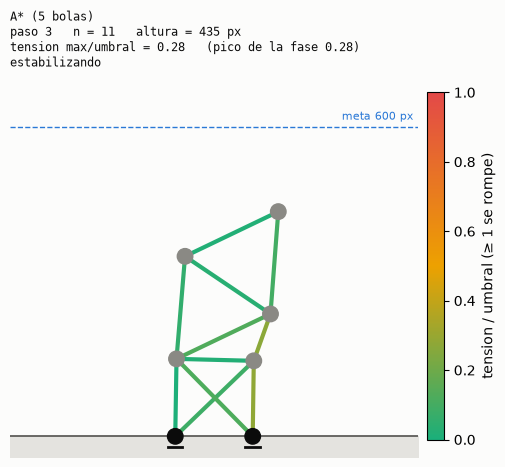 A* (5 bolas)
paso 3   n = 11   altura = 435 px
tension max/umbral = 0.28   (pico de la fase 0.28)
estabilizando
meta 600 px
1.0
0.8
0.6
0.4
0.2
0.0
tension / umbral (≥ 1 se rompe)